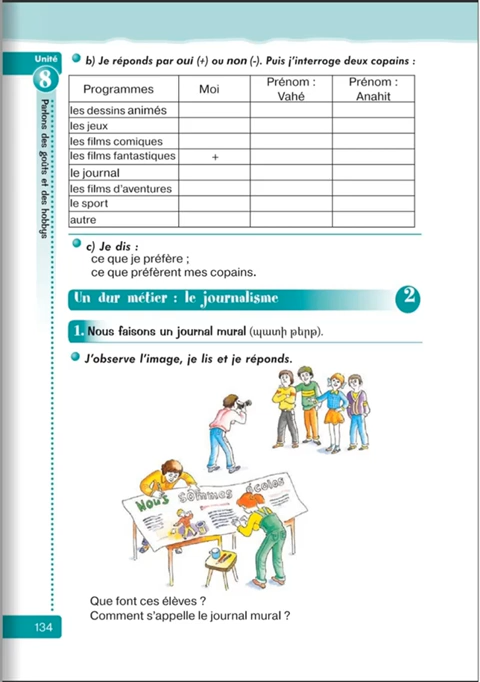 Unité
8
Parlons des goûts et des hobbys
b) Je réponds par oui (+) ou non (-). Puis j'interroge deux copains :
Programmes Moi Prénom : Vahé Prénom : Anahit
les dessins animés
les jeux
les films comiques
les films fantastiques +
le journal
les films d'aventures
le sport
autre
c) Je dis :
ce que je préfère ;
ce que préfèrent mes copains.
Un dur métier : le journalisme 2
1. Nous faisons un journal mural (պատի թերթ).
J'observe l'image, je lis et je réponds.
Nous sommes écolos
Que font ces élèves ?
Comment s'appelle le journal mural ?
134